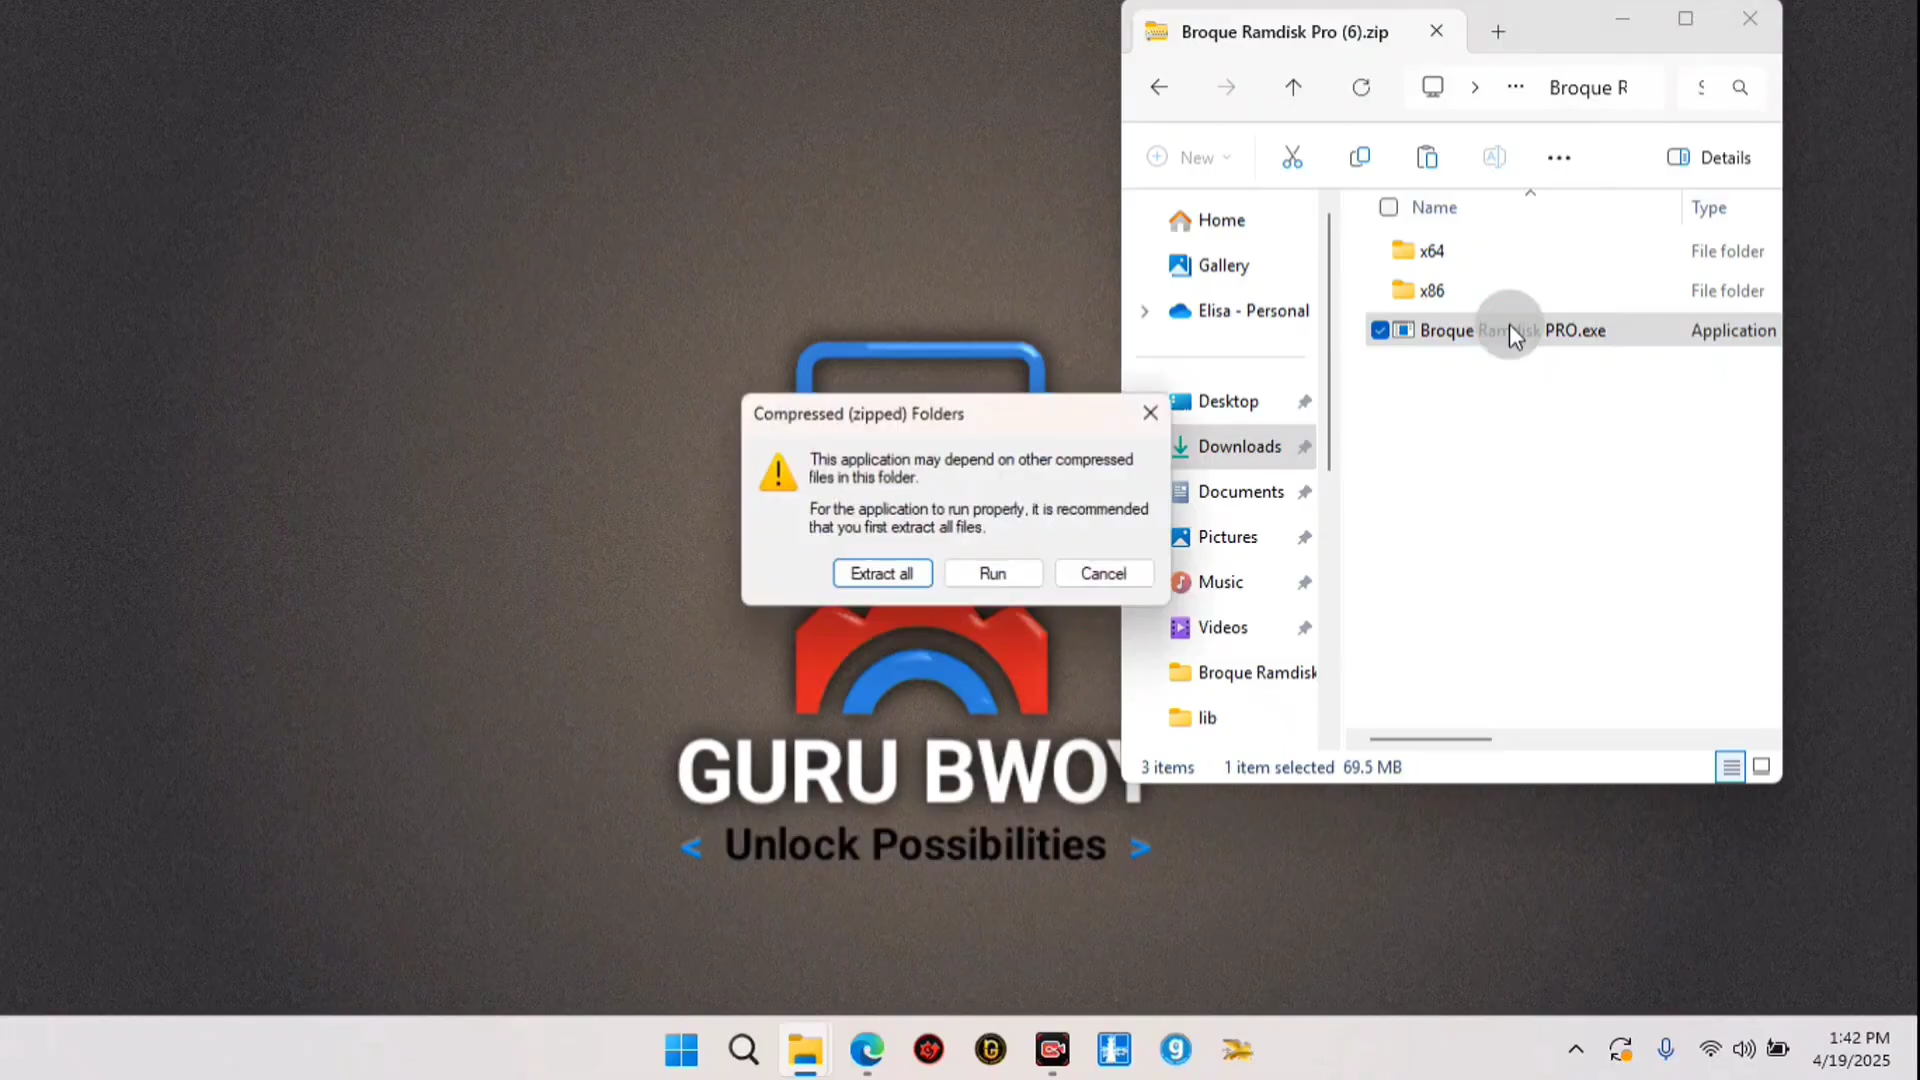 Broque Ramdisk Pro (6).zip
Broque R
S
New
Details
Name
Type
Home
Gallery
Elisa - Personal
Desktop
Downloads
Documents
Pictures
Music
Videos
Broque Ramdisk
lib
x64
File folder
x86
File folder
Broque Ramdisk PRO.exe
Application
3 items
1 item selected 69.5 MB
Compressed (zipped) Folders
This application may depend on other compressed
files in this folder.
For the application to run properly, it is recommended
that you first extract all files.
Extract all
Run
Cancel
GURU BWOY
< Unlock Possibilities >
1:42 PM
4/19/2025